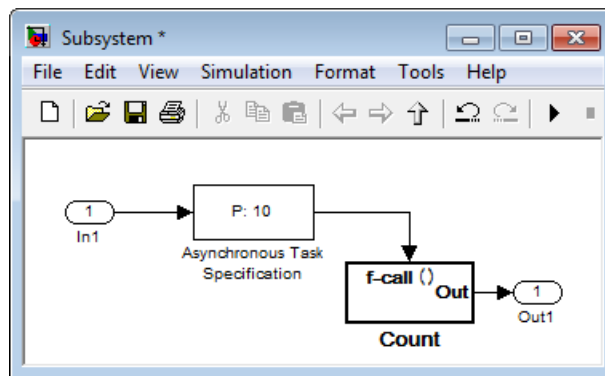 Subsystem *
File Edit View Simulation Format Tools Help
1
In1
P: 10
Asynchronous Task
Specification
f-call ()
Out
Count
1
Out1